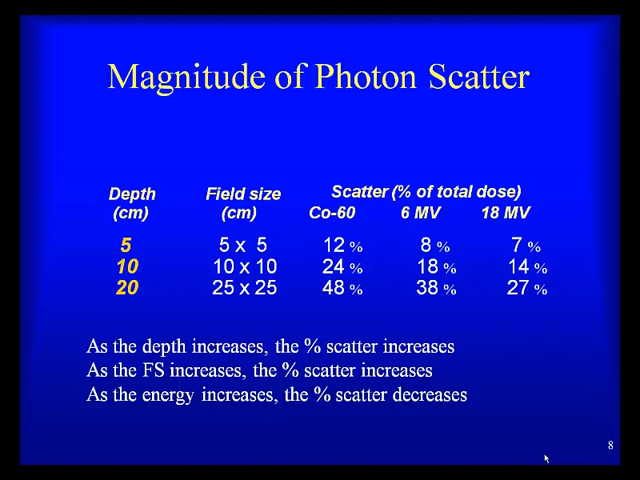 Magnitude of Photon Scatter
Depth Field size Scatter (% of total dose)
(cm) (cm) Co-60 6 MV 18 MV
5 5 x 5 12 % 8 % 7 %
10 10 x 10 24 % 18 % 14 %
20 25 x 25 48 % 38 % 27 %
As the depth increases, the % scatter increases
As the FS increases, the % scatter increases
As the energy increases, the % scatter decreases
8